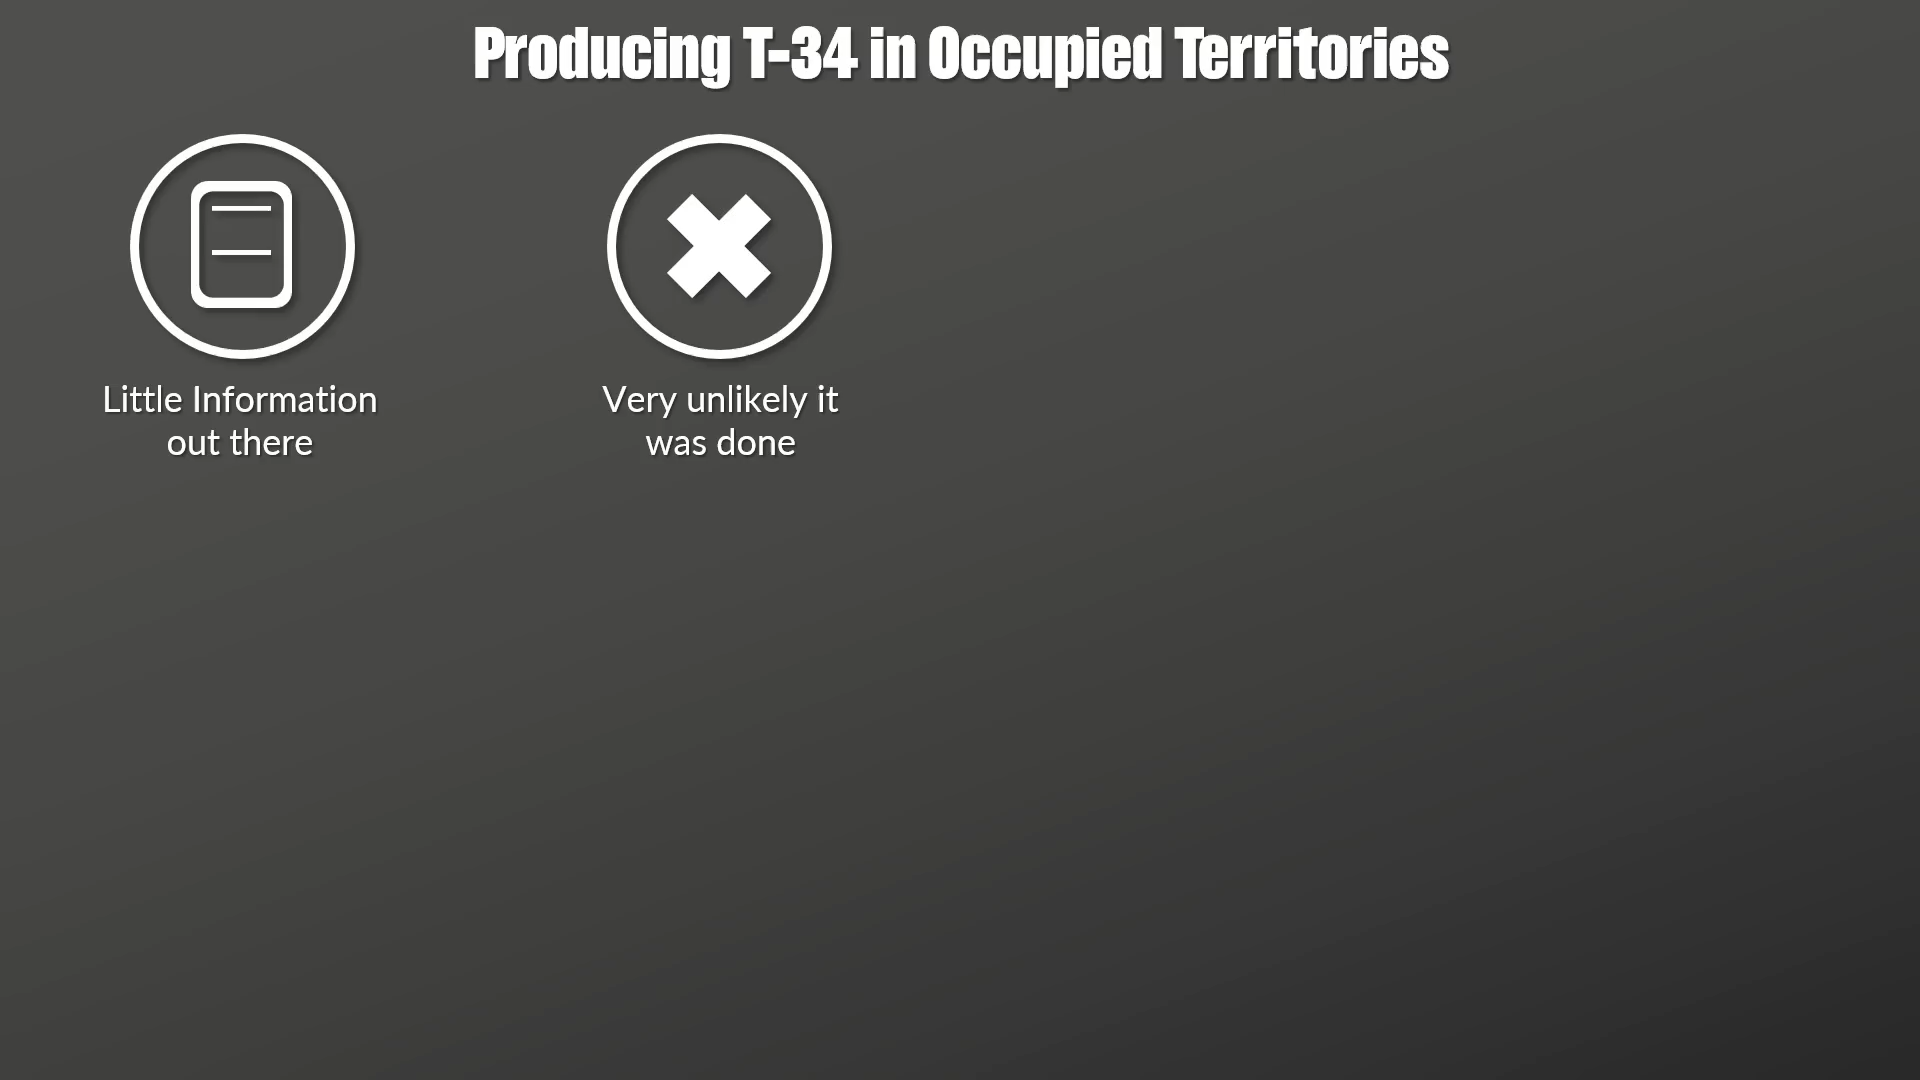 Producing T-34 in Occupied Territories
Little Information
out there
Very unlikely it
was done